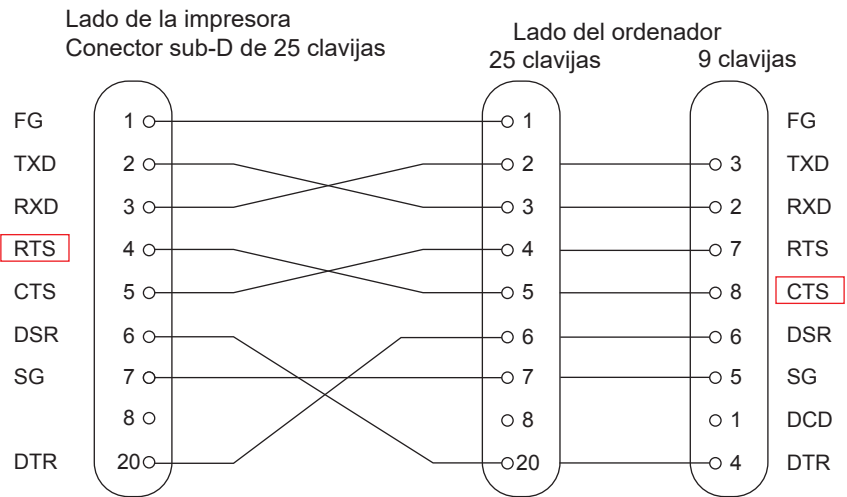 Lado de la impresora
Conector sub-D de 25 clavijas
Lado del ordenador
25 clavijas 9 clavijas
FG 1 1 FG
TXD 2 2 3 TXD
RXD 3 3 2 RXD
RTS 4 4 7 RTS
CTS 5 5 8 CTS
DSR 6 6 6 DSR
SG 7 7 5 SG
8 8 1 DCD
DTR 20 20 4 DTR